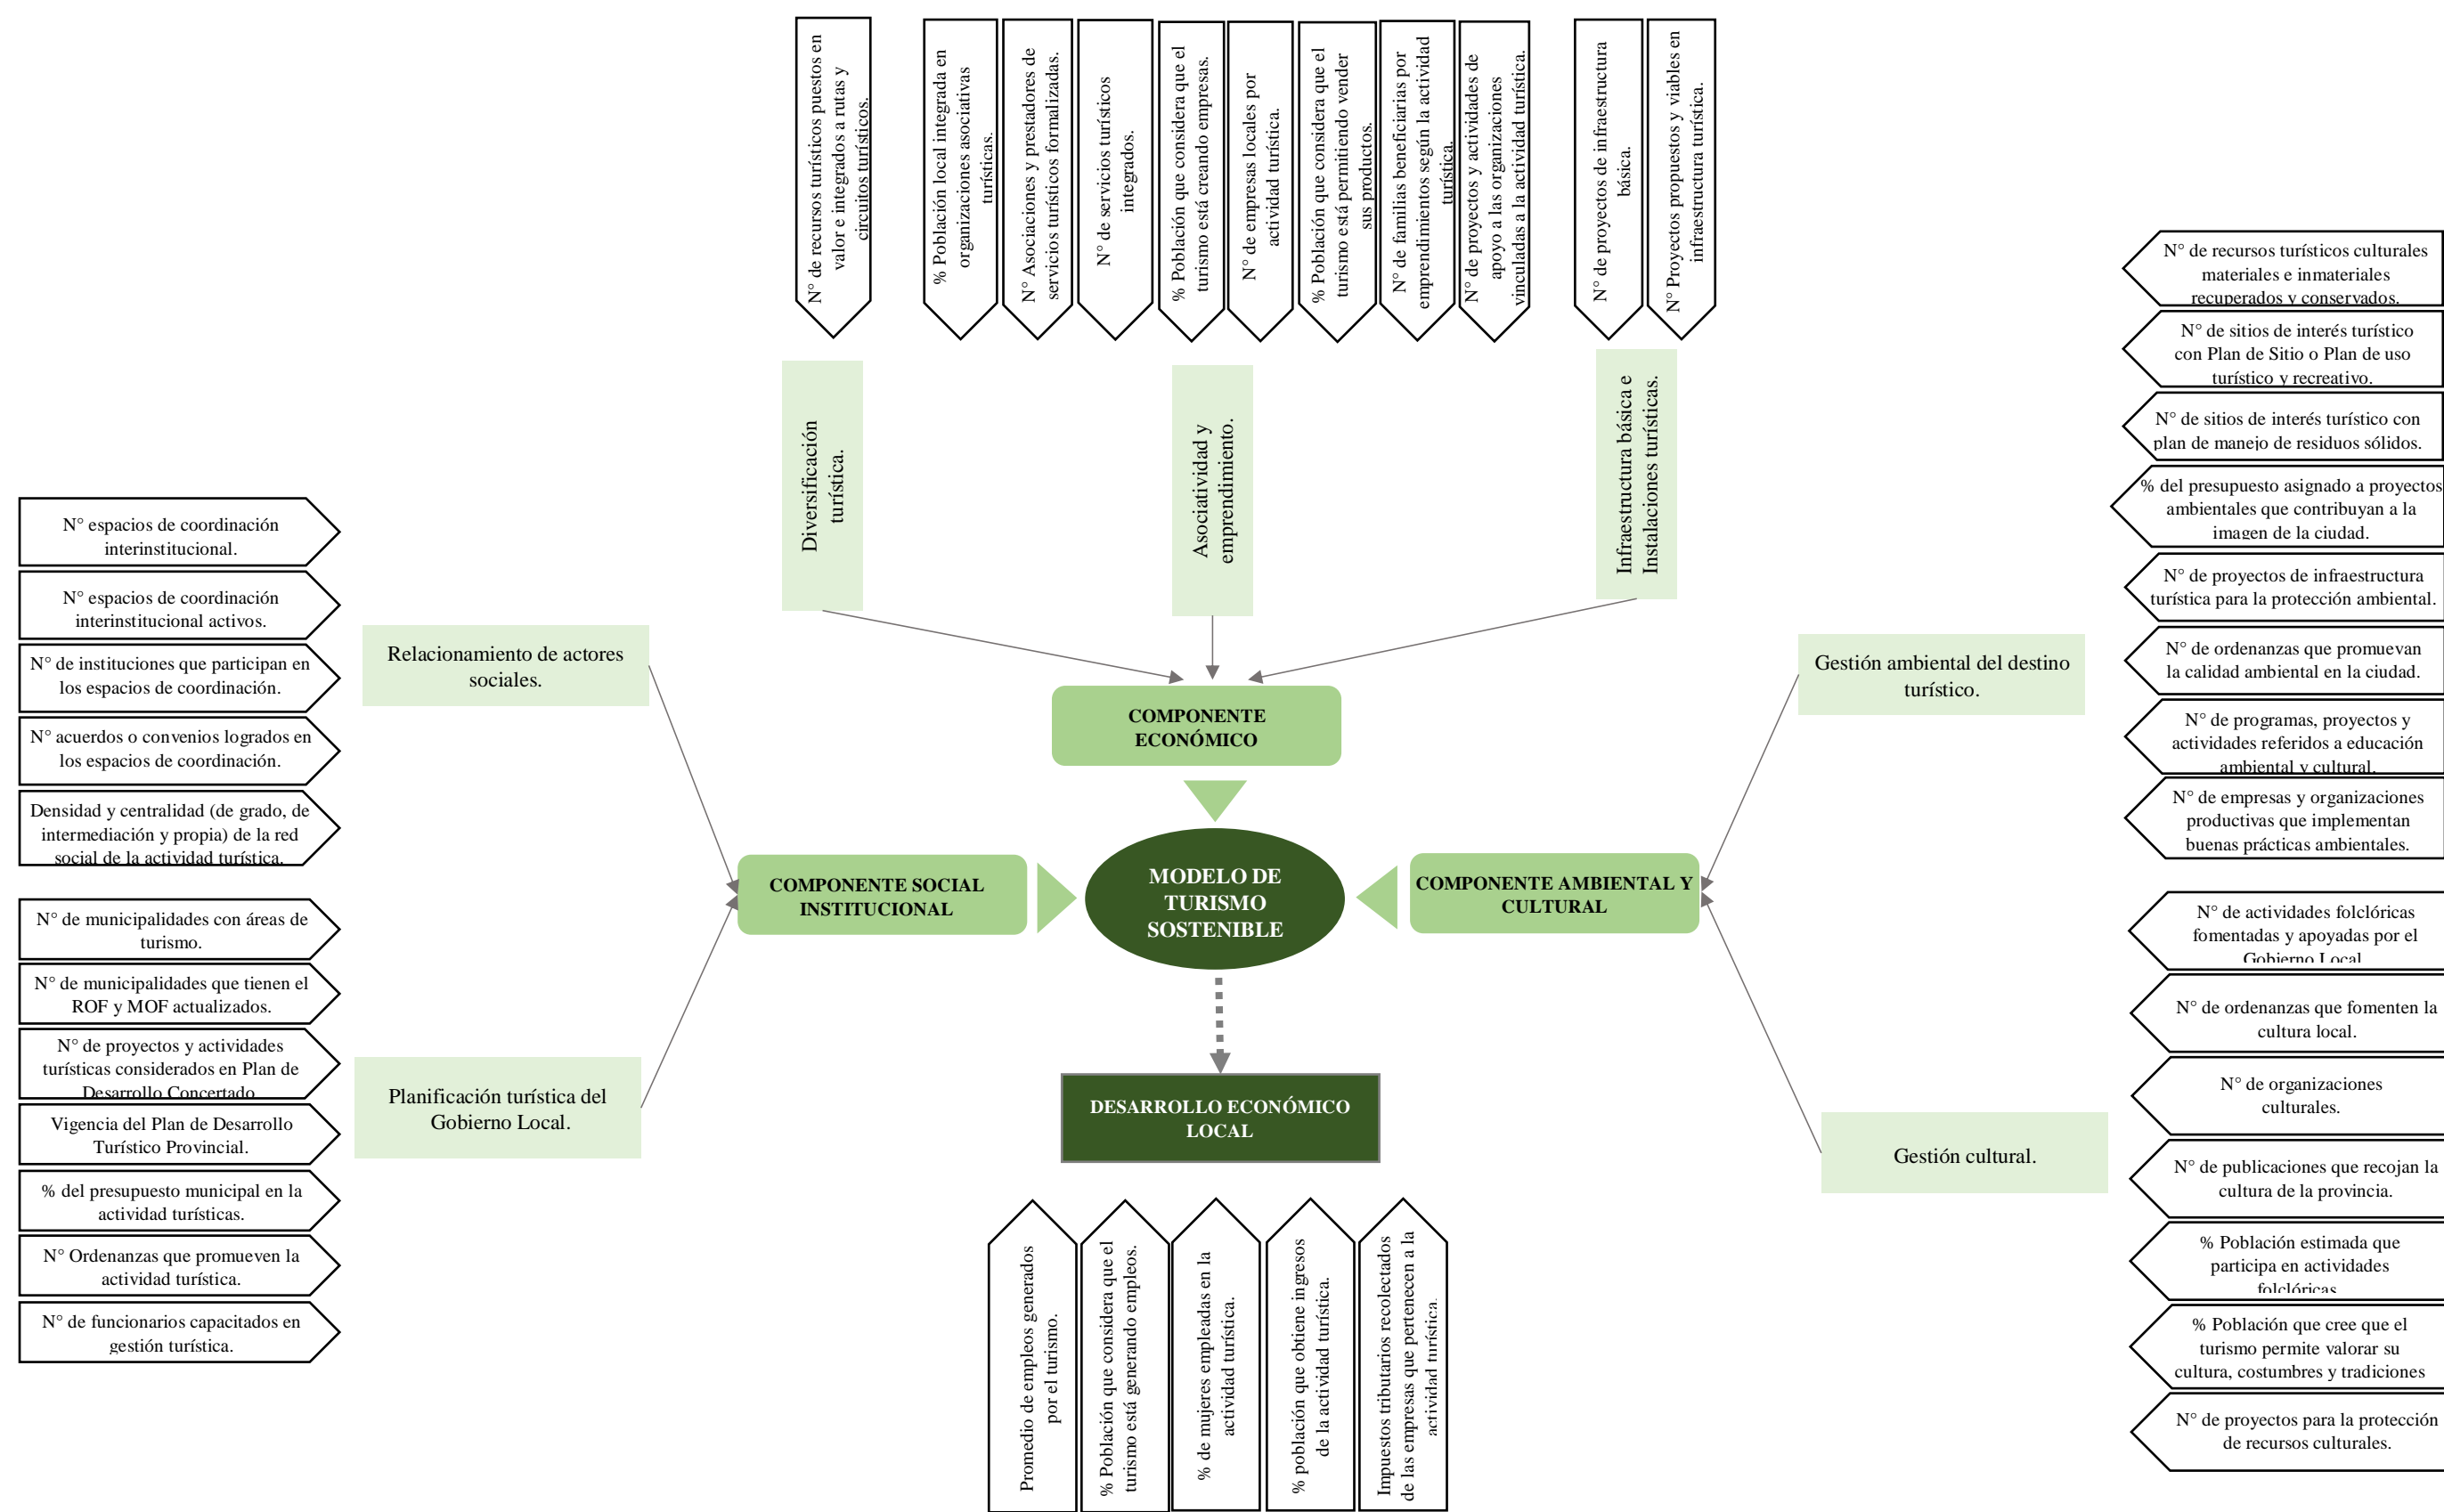 N° de recursos turísticos puestos en
valor e integrados a rutas y
circuitos turísticos.
% Población local integrada en
organizaciones asociativas
turísticas.
N° Asociaciones y prestadores de
servicios turísticos formalizadas.
N° de servicios turísticos
integrados.
% Población que considera que el
turismo está creando empresas.
N° de empresas locales por
actividad turística.
% Población que considera que el
turismo está permitiendo vender
sus productos.
N° de familias beneficiarias por
emprendimientos según la actividad
turística.
N° de proyectos y actividades de
apoyo a las organizaciones
vinculadas a la actividad turística.
N° de proyectos de infraestructura
básica.
N° Proyectos propuestos y viables en
infraestructura turística.
Diversificación
turística.
Asociatividad y
emprendimiento.
Infraestructura básica e
Instalaciones turísticas.
N° espacios de coordinación
interinstitucional.
N° espacios de coordinación
interinstitucional activos.
N° de instituciones que participan en
los espacios de coordinación.
N° acuerdos o convenios logrados en
los espacios de coordinación.
Densidad y centralidad (de grado, de
intermediación y propia) de la red
social de la actividad turística.
Relacionamiento de actores
sociales.
N° de municipalidades con áreas de
turismo.
N° de municipalidades que tienen el
ROF y MOF actualizados.
N° de proyectos y actividades
turísticas considerados en Plan de
Desarrollo Concertado
Vigencia del Plan de Desarrollo
Turístico Provincial.
% del presupuesto municipal en la
actividad turísticas.
N° Ordenanzas que promueven la
actividad turística.
N° de funcionarios capacitados en
gestión turística.
Planificación turística del
Gobierno Local.
COMPONENTE
ECONÓMICO
COMPONENTE SOCIAL
INSTITUCIONAL
MODELO DE
TURISMO
SOSTENIBLE
COMPONENTE AMBIENTAL Y
CULTURAL
DESARROLLO ECONÓMICO
LOCAL
Promedio de empleos generados
por el turismo.
% Población que considera que el
turismo está generando empleos.
% de mujeres empleadas en la
actividad turística.
% población que obtiene ingresos
de la actividad turística.
Impuestos tributarios recolectados
de las empresas que pertenecen a la
actividad turística.
Gestión ambiental del destino
turístico.
Gestión cultural.
N° de recursos turísticos culturales
materiales e inmateriales
recuperados y conservados.
N° de sitios de interés turístico
con Plan de Sitio o Plan de uso
turístico y recreativo.
N° de sitios de interés turístico con
plan de manejo de residuos sólidos.
% del presupuesto asignado a proyectos
ambientales que contribuyan a la
imagen de la ciudad.
N° de proyectos de infraestructura
turística para la protección ambiental.
N° de ordenanzas que promuevan
la calidad ambiental en la ciudad.
N° de programas, proyectos y
actividades referidos a educación
ambiental y cultural.
N° de empresas y organizaciones
productivas que implementan
buenas prácticas ambientales.
N° de actividades folclóricas
fomentadas y apoyadas por el
Gobierno Local
N° de ordenanzas que fomenten la
cultura local.
N° de organizaciones
culturales.
N° de publicaciones que recojan la
cultura de la provincia.
% Población estimada que
participa en actividades
folclóricas
% Población que cree que el
turismo permite valorar su
cultura, costumbres y tradiciones
N° de proyectos para la protección
de recursos culturales.